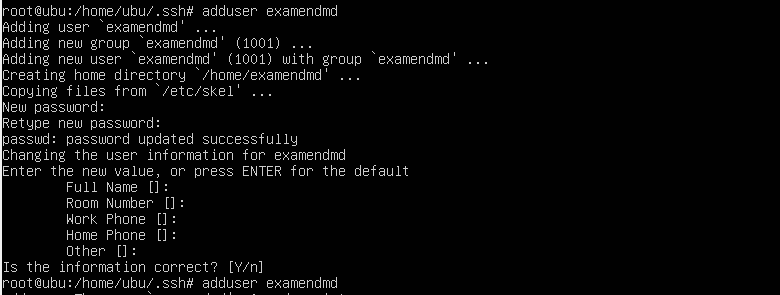 root@ubu:/home/ubu/.ssh# adduser examendmd
Adding user `examendmd' ...
Adding new group `examendmd' (1001) ...
Adding new user `examendmd' (1001) with group `examendmd' ...
Creating home directory `/home/examendmd' ...
Copying files from `/etc/skel' ...
New password:
Retype new password:
passwd: password updated successfully
Changing the user information for examendmd
Enter the new value, or press ENTER for the default
        Full Name []:
        Room Number []:
        Work Phone []:
        Home Phone []:
        Other []:
Is the information correct? [Y/n]
root@ubu:/home/ubu/.ssh# adduser examendmd